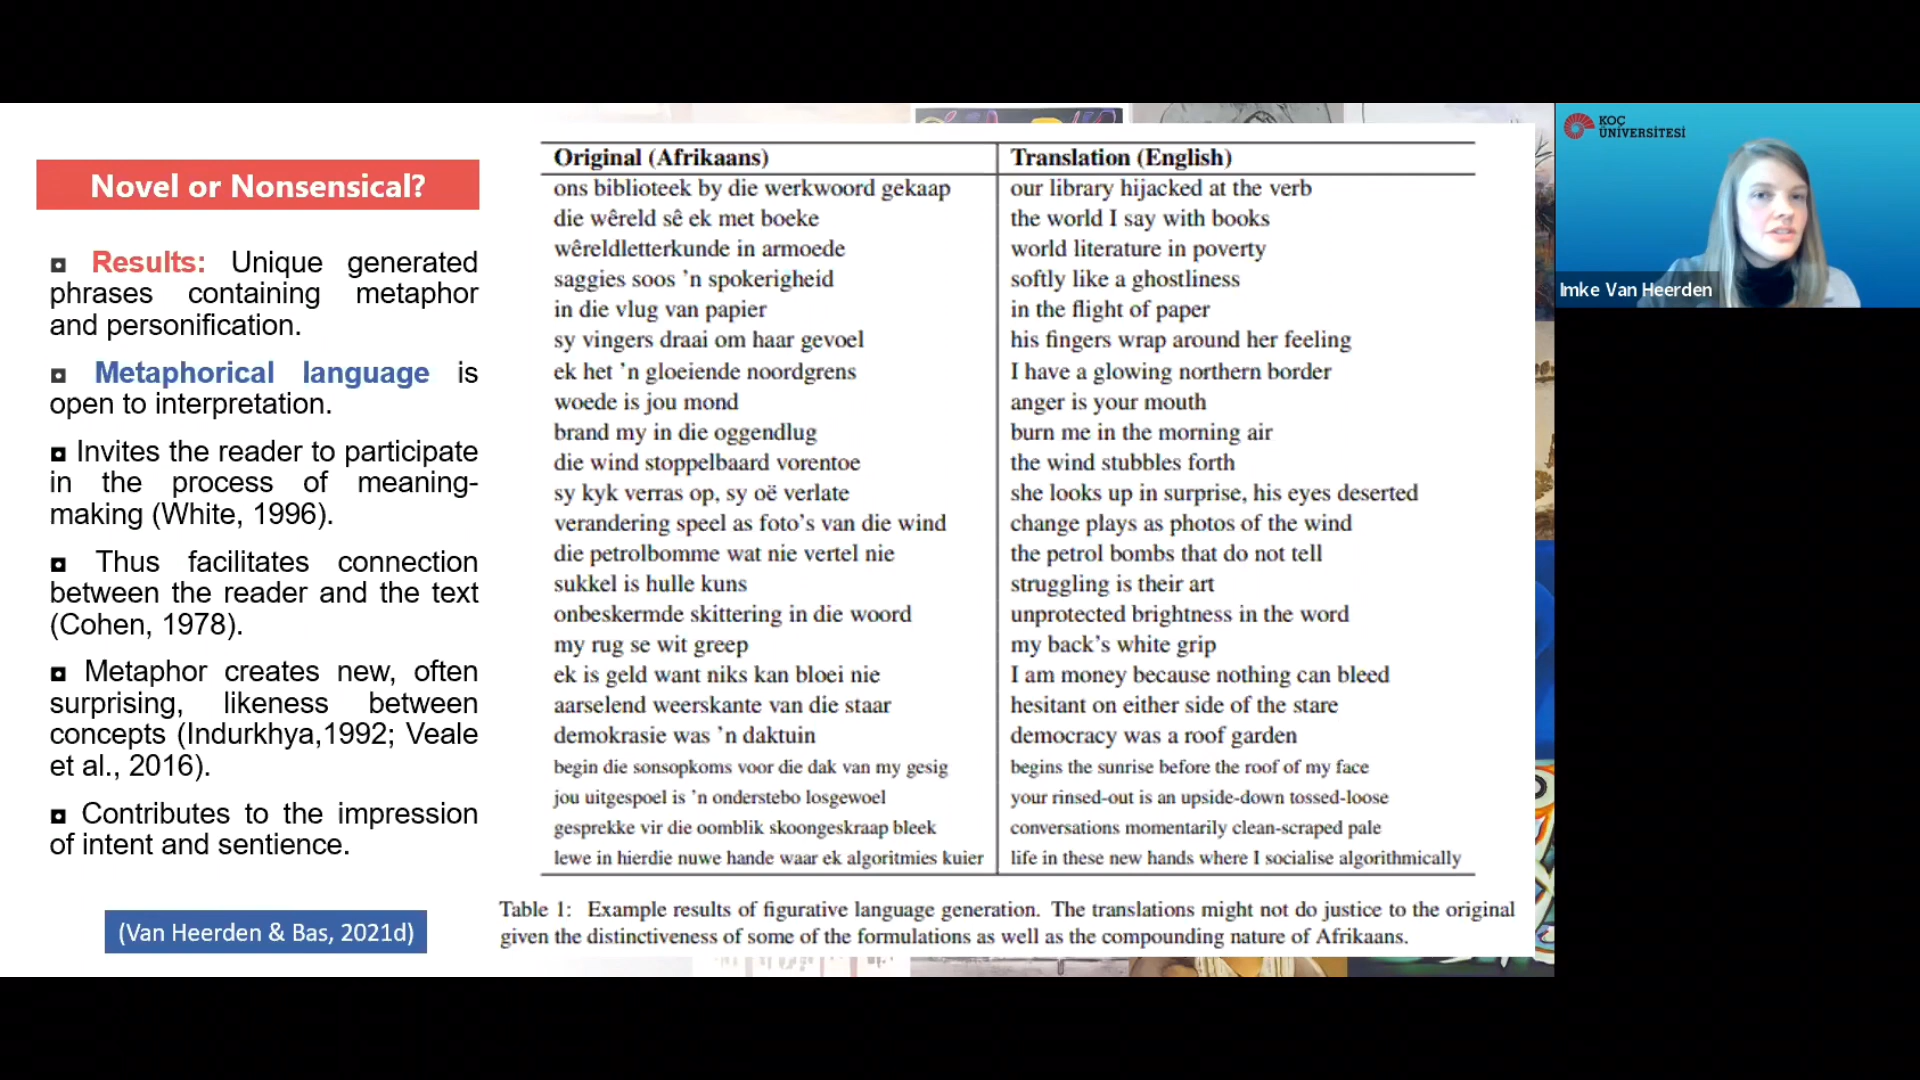 Novel or Nonsensical?
Results: Unique generated
phrases containing metaphor
and personification.
Metaphorical language is
open to interpretation.
Invites the reader to participate
in the process of meaning-
making (White, 1996).
Thus facilitates connection
between the reader and the text
(Cohen, 1978).
Metaphor creates new, often
surprising, likeness between
concepts (Indurkhya,1992; Veale
et al., 2016).
Contributes to the impression
of intent and sentience.
(Van Heerden & Bas, 2021d)
Original (Afrikaans) Translation (English)
ons biblioteek by die werkwoord gekaap our library hijacked at the verb
die wêreld sê ek met boeke the world I say with books
wêreldletterkunde in armoede world literature in poverty
saggies soos 'n spokerigheid softly like a ghostliness
in die vlug van papier in the flight of paper
sy vingers draai om haar gevoel his fingers wrap around her feeling
ek het 'n gloeiende noordgrens I have a glowing northern border
woede is jou mond anger is your mouth
brand my in die oggendlug burn me in the morning air
die wind stoppelbaard vorentoe the wind stubbles forth
sy kyk verras op, sy oë verlate she looks up in surprise, his eyes deserted
verandering speel as foto's van die wind change plays as photos of the wind
die petrolbomme wat nie vertel nie the petrol bombs that do not tell
sukkel is hulle kuns struggling is their art
onbeskermde skittering in die woord unprotected brightness in the word
my rug se wit greep my back's white grip
ek is geld want niks kan bloei nie I am money because nothing can bleed
aarselend weerskante van die staar hesitant on either side of the stare
demokrasie was 'n daktuin democracy was a roof garden
begin die sonsopkoms voor die dak van my gesig begins the sunrise before the roof of my face
jou uitgespoel is 'n onderstebo losgewoel your rinsed-out is an upside-down tossed-loose
gesprekke vir die oomblik skoongeskraap bleek conversations momentarily clean-scraped pale
lewe in hierdie nuwe hande waar ek algoritmies kuier life in these new hands where I socialise algorithmically
Table 1: Example results of figurative language generation. The translations might not do justice to the original
given the distinctiveness of some of the formulations as well as the compounding nature of Afrikaans.
KOÇ
ÜNİVERSİTESİ
Imke Van Heerden